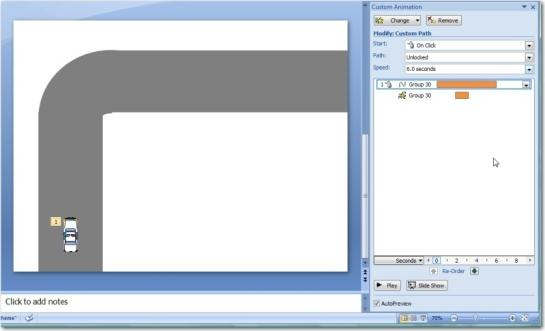 Custom Animation
Change Remove
Modify: Custom Path
Start: On Click
Path: Unlocked
Speed: 6.0 seconds
1 Group 30
Group 30
1
Seconds 0 2 4 6 8
Re-Order
Play Slide Show
AutoPreview
Click to add notes
heme" 70%